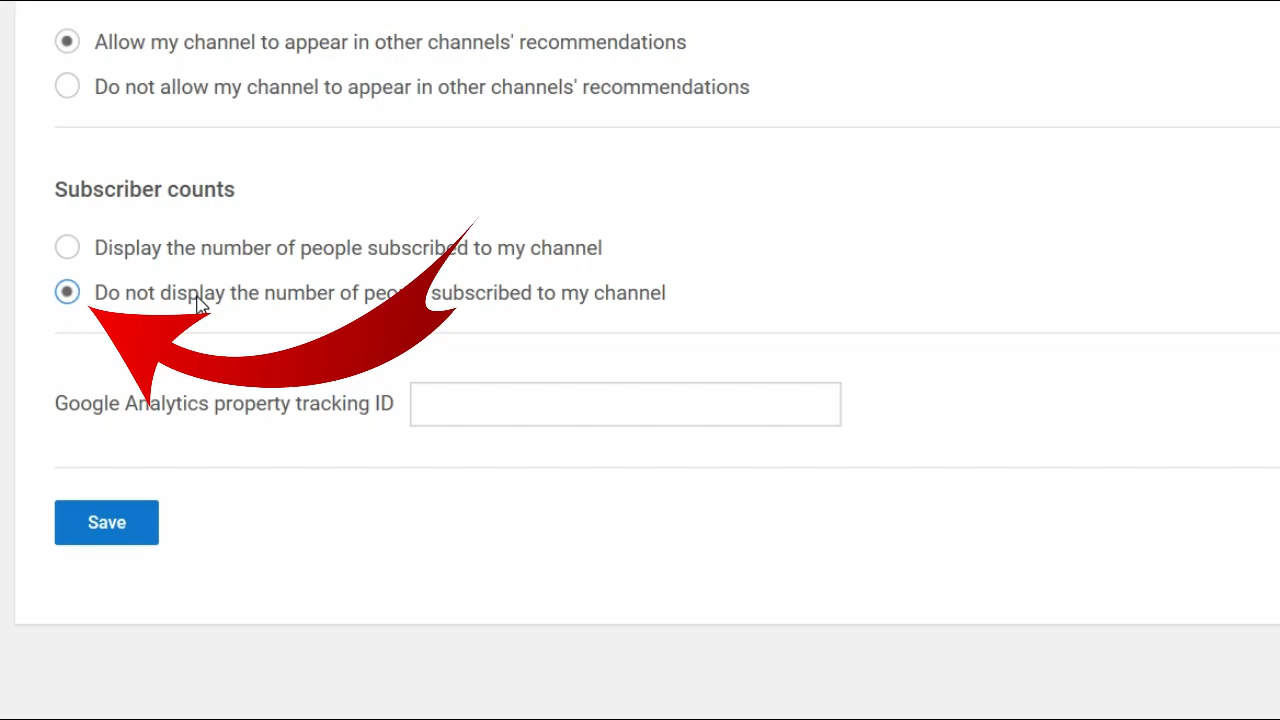 Allow my channel to appear in other channels' recommendations
Do not allow my channel to appear in other channels' recommendations
Subscriber counts
Display the number of people subscribed to my channel
Do not display the number of people subscribed to my channel
Google Analytics property tracking ID
Save